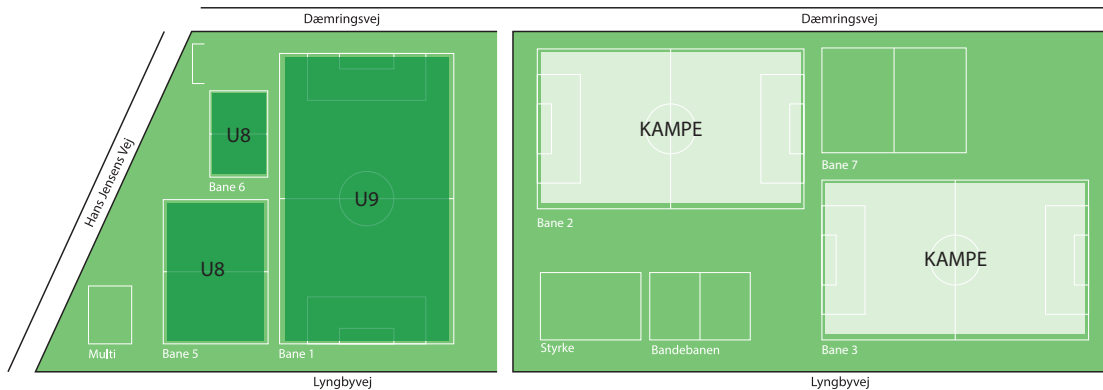 Dæmringsvej
Dæmringsvej
Hans Jensens Vej
U8
Bane 6
U9
U8
Multi
Bane 5
Bane 1
Lyngbyvej
KAMPE
Bane 2
Bane 7
KAMPE
Styrke
Bandebanen
Bane 3
Lyngbyvej